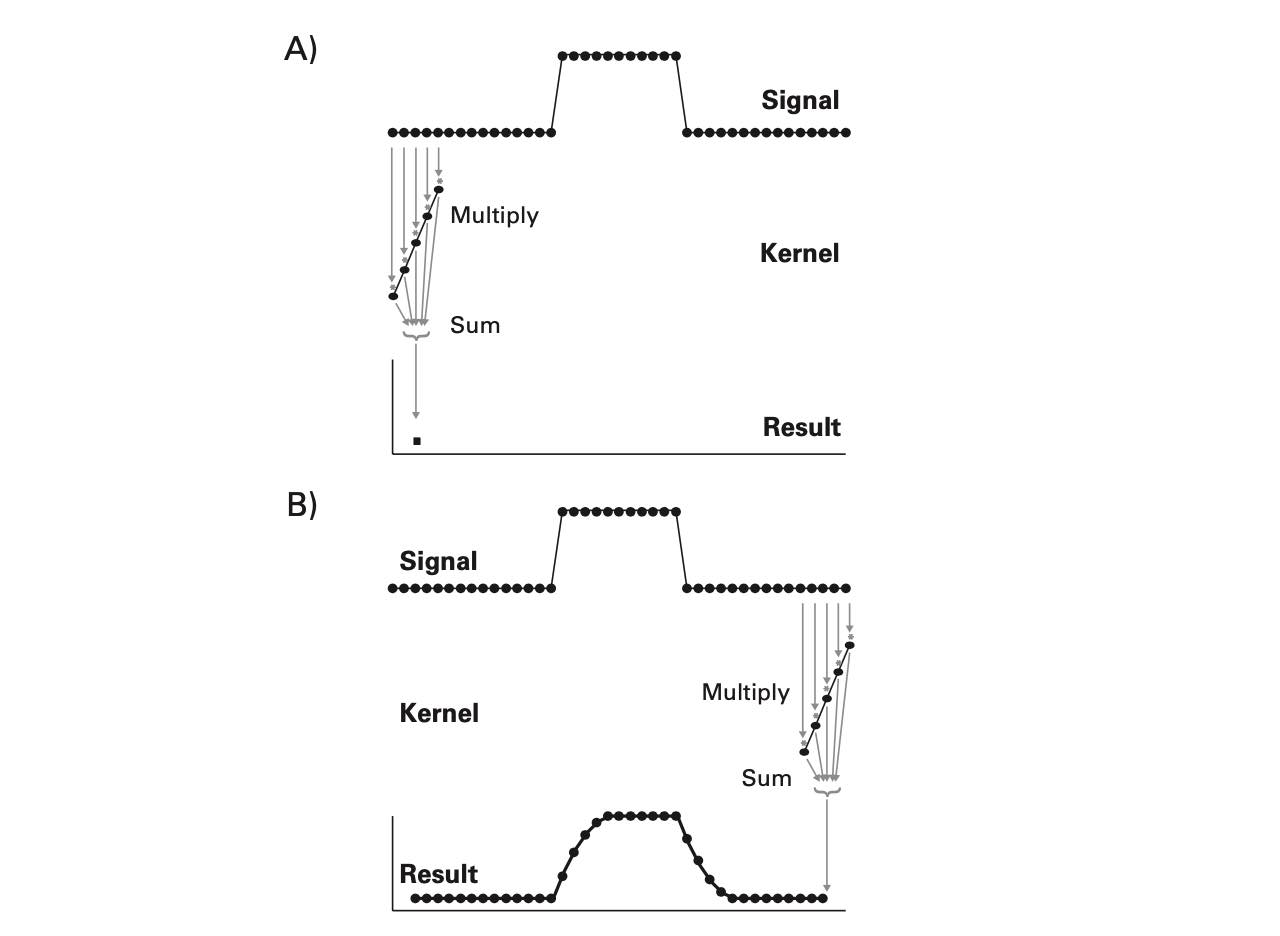 A)
Signal
Multiply
Kernel
Sum
Result
B)
Signal
Multiply
Kernel
Sum
Result